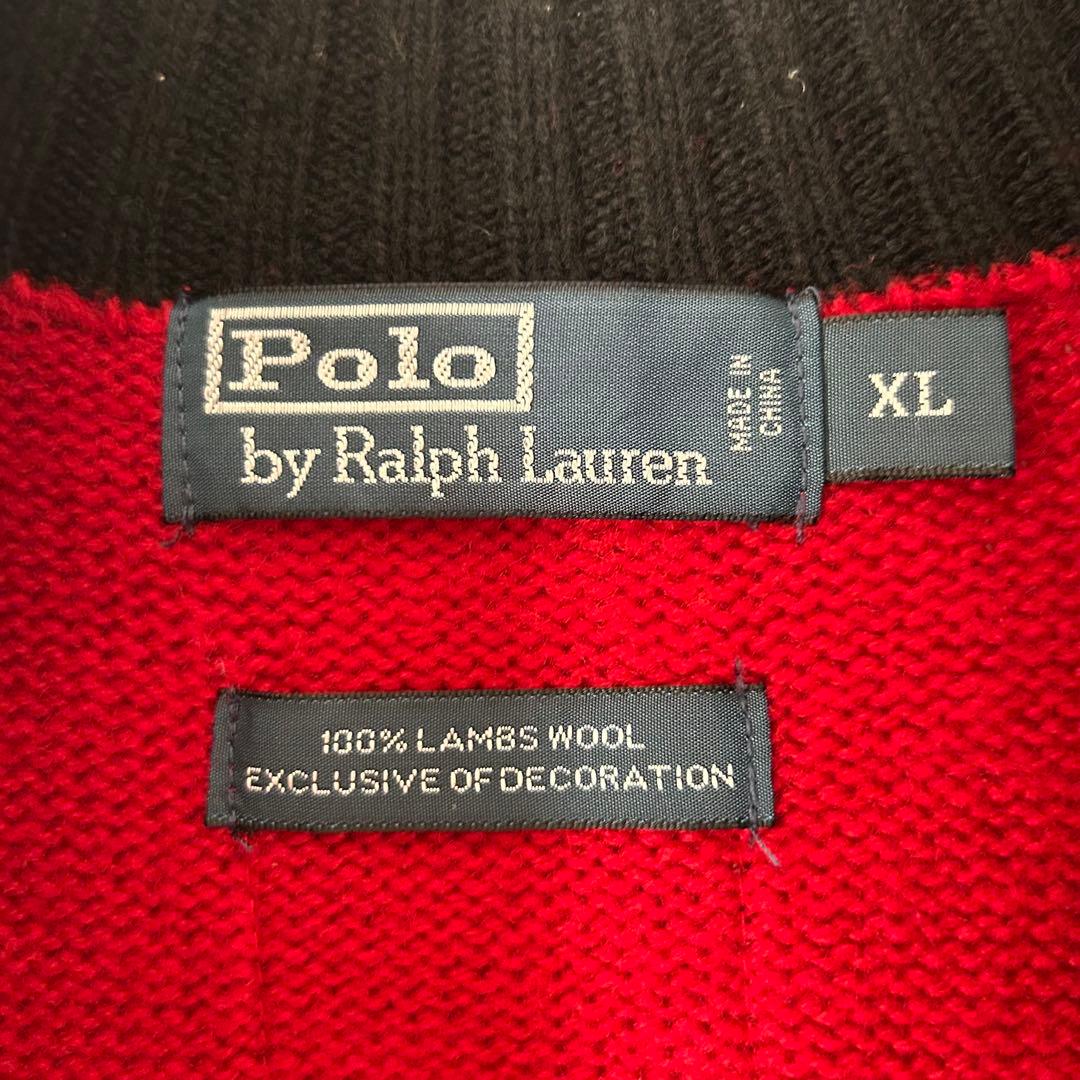 Polo
by Ralph Lauren
MADE IN
CHINA
XL
100% LAMBS WOOL
EXCLUSIVE OF DECORATION